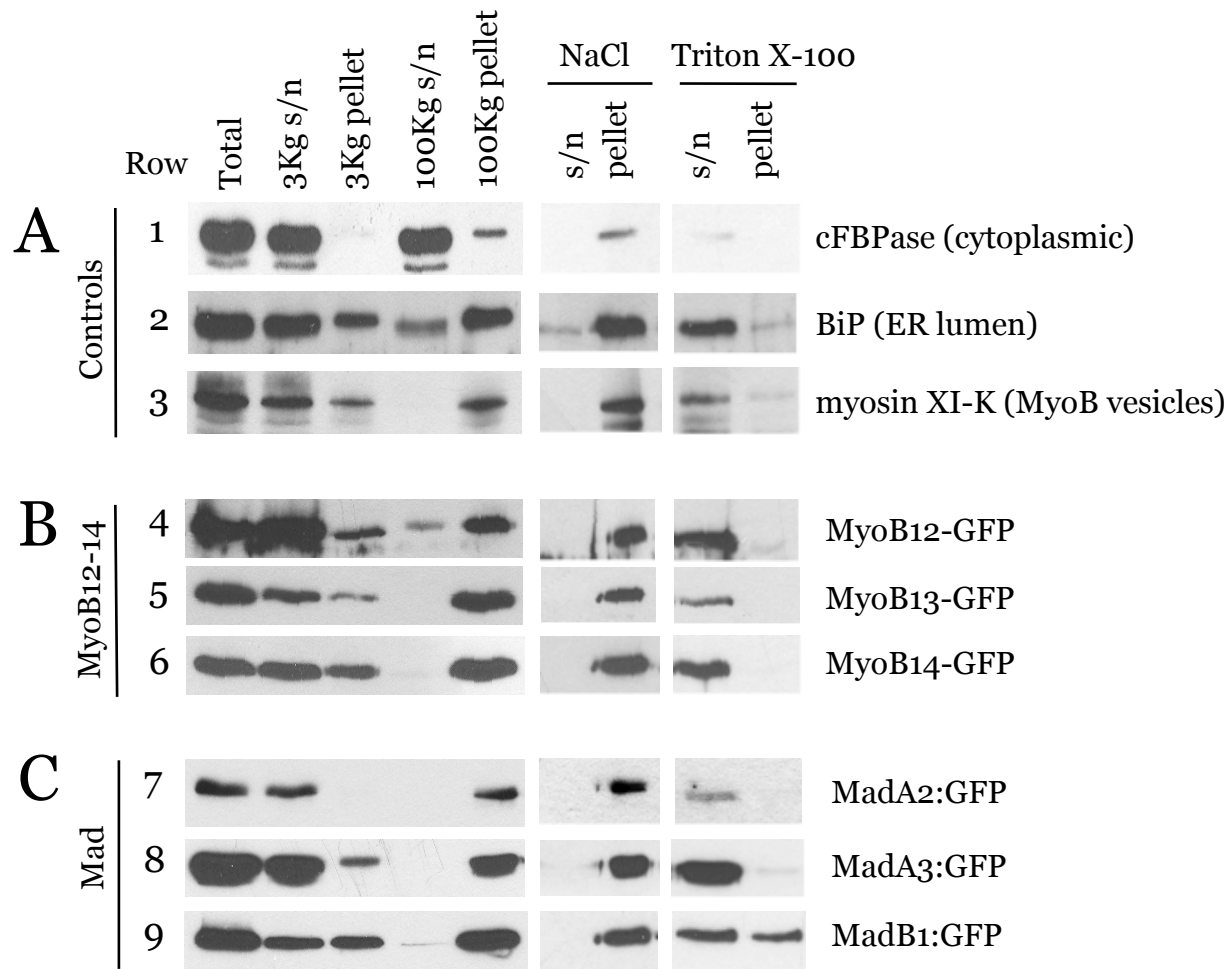 NaCl
Triton X-100
Row
Total
3Kg s/n
3Kg pellet
100Kg s/n
100Kg pellet
s/n
pellet
s/n
pellet
A
Controls
1
cFBPase (cytoplasmic)
2
BiP (ER lumen)
3
myosin XI-K (MyoB vesicles)
B
MyoB12-14
4
MyoB12-GFP
5
MyoB13-GFP
6
MyoB14-GFP
C
Mad
7
MadA2:GFP
8
MadA3:GFP
9
MadB1:GFP